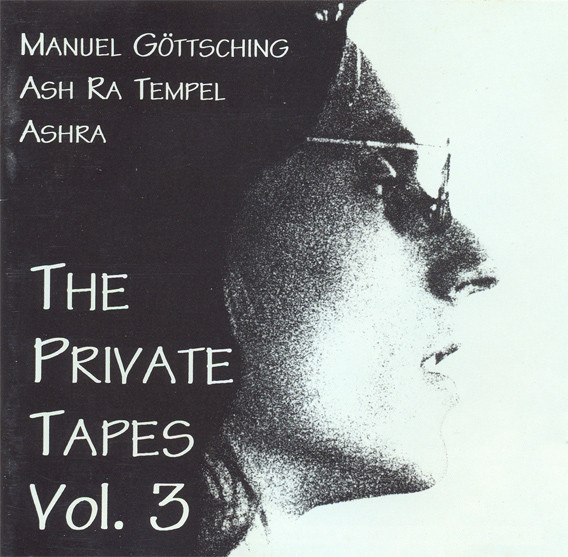 Manuel Göttsching
Ash Ra Tempel
Ashra
The
Private
Tapes
Vol. 3